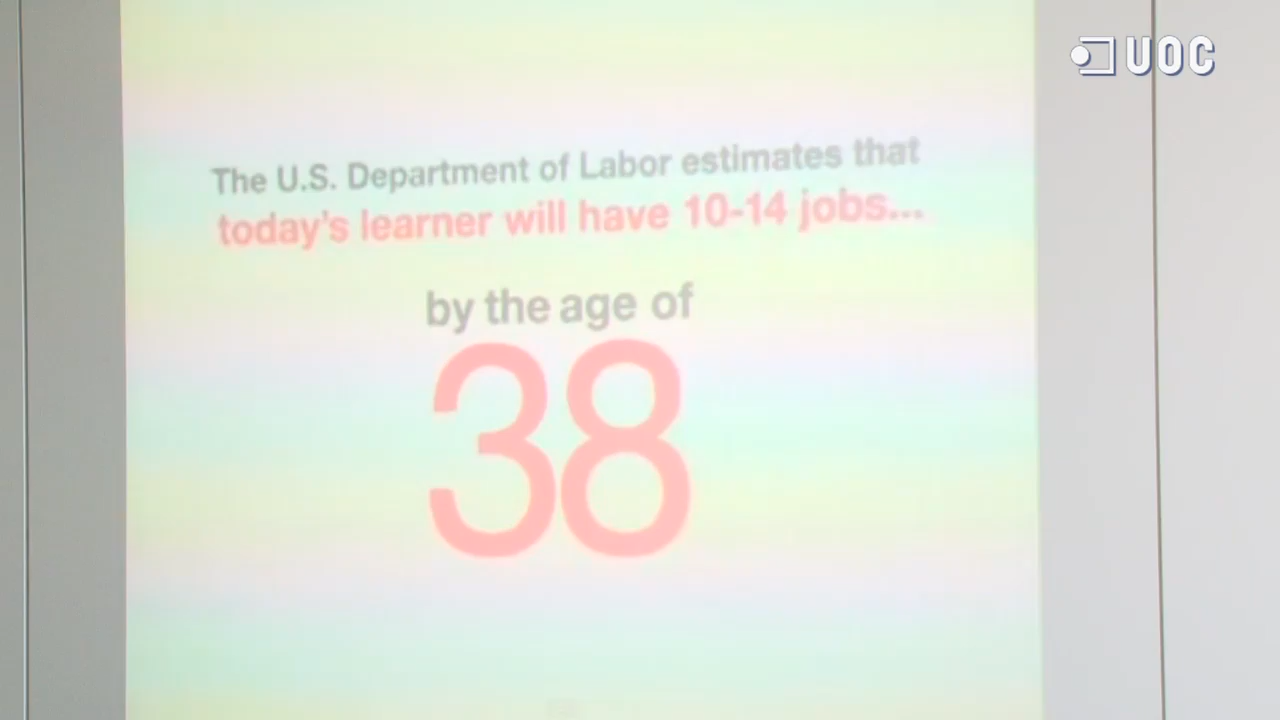 UOC
The U.S. Department of Labor estimates that
today's learner will have 10-14 jobs...
by the age of
38